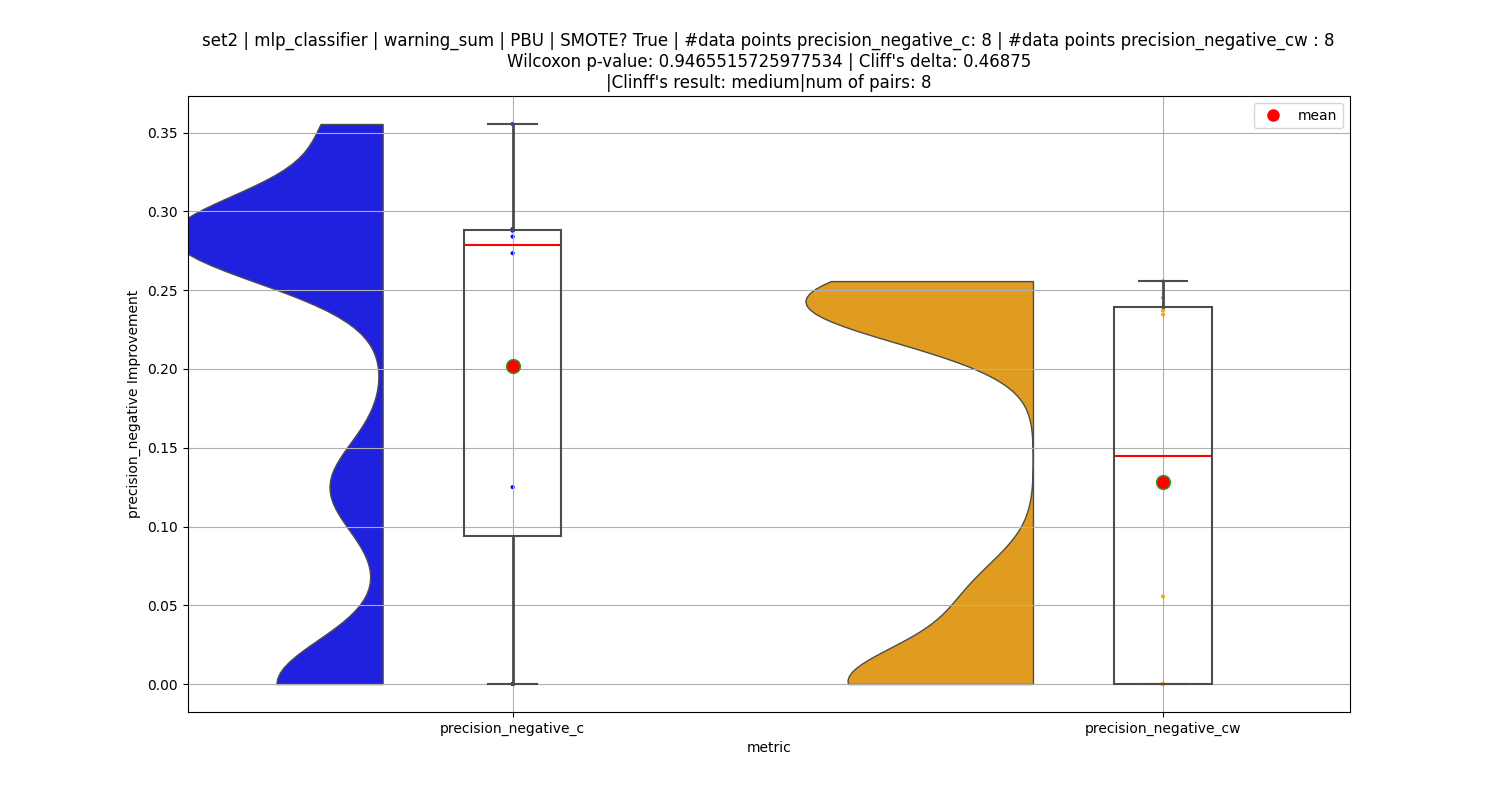 set2 | mlp_classifier | warning_sum | PBU | SMOTE? True | #data points precision_negative_c: 8 | #data points precision_negative_cw : 8
Wilcoxon p-value: 0.9465515725977534 | Cliff's delta: 0.46875
|Clinff's result: medium|num of pairs: 8
mean
0.35
0.30
0.25
0.20
0.15
0.10
0.05
0.00
precision_negative Improvement
precision_negative_c
precision_negative_cw
metric